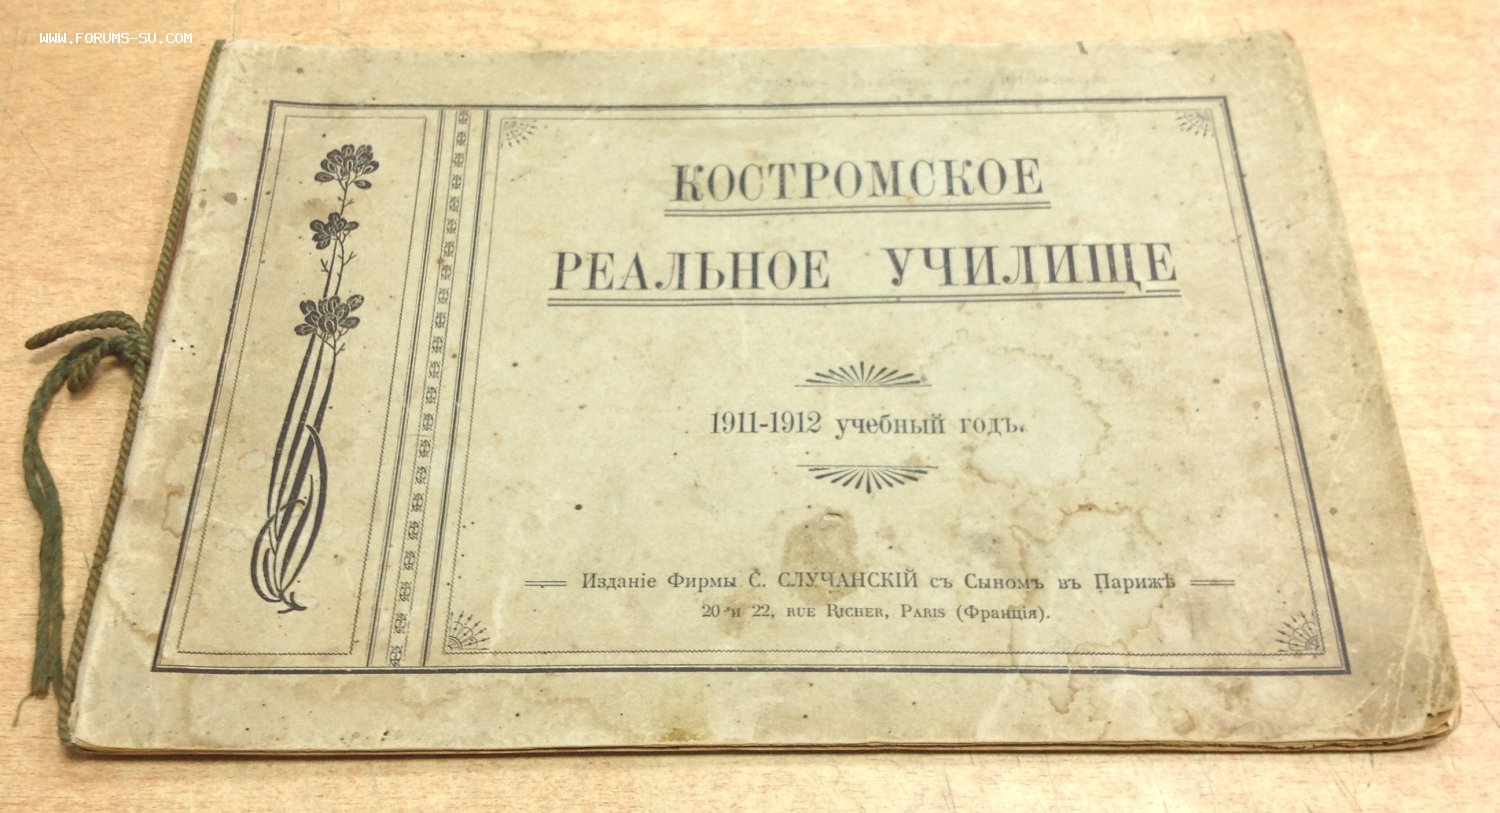 WWW.FORUMS-SU.COM
КОСТРОМСКОЕ
РЕАЛЬНОЕ УЧИЛИЩЕ
1911-1912 учебный годъ.
Изданіе Фирмы С. СЛУЧАНСКІЙ съ Сыномъ въ Парижѣ
20 и 22, RUE RICHER, PARIS (Франція).